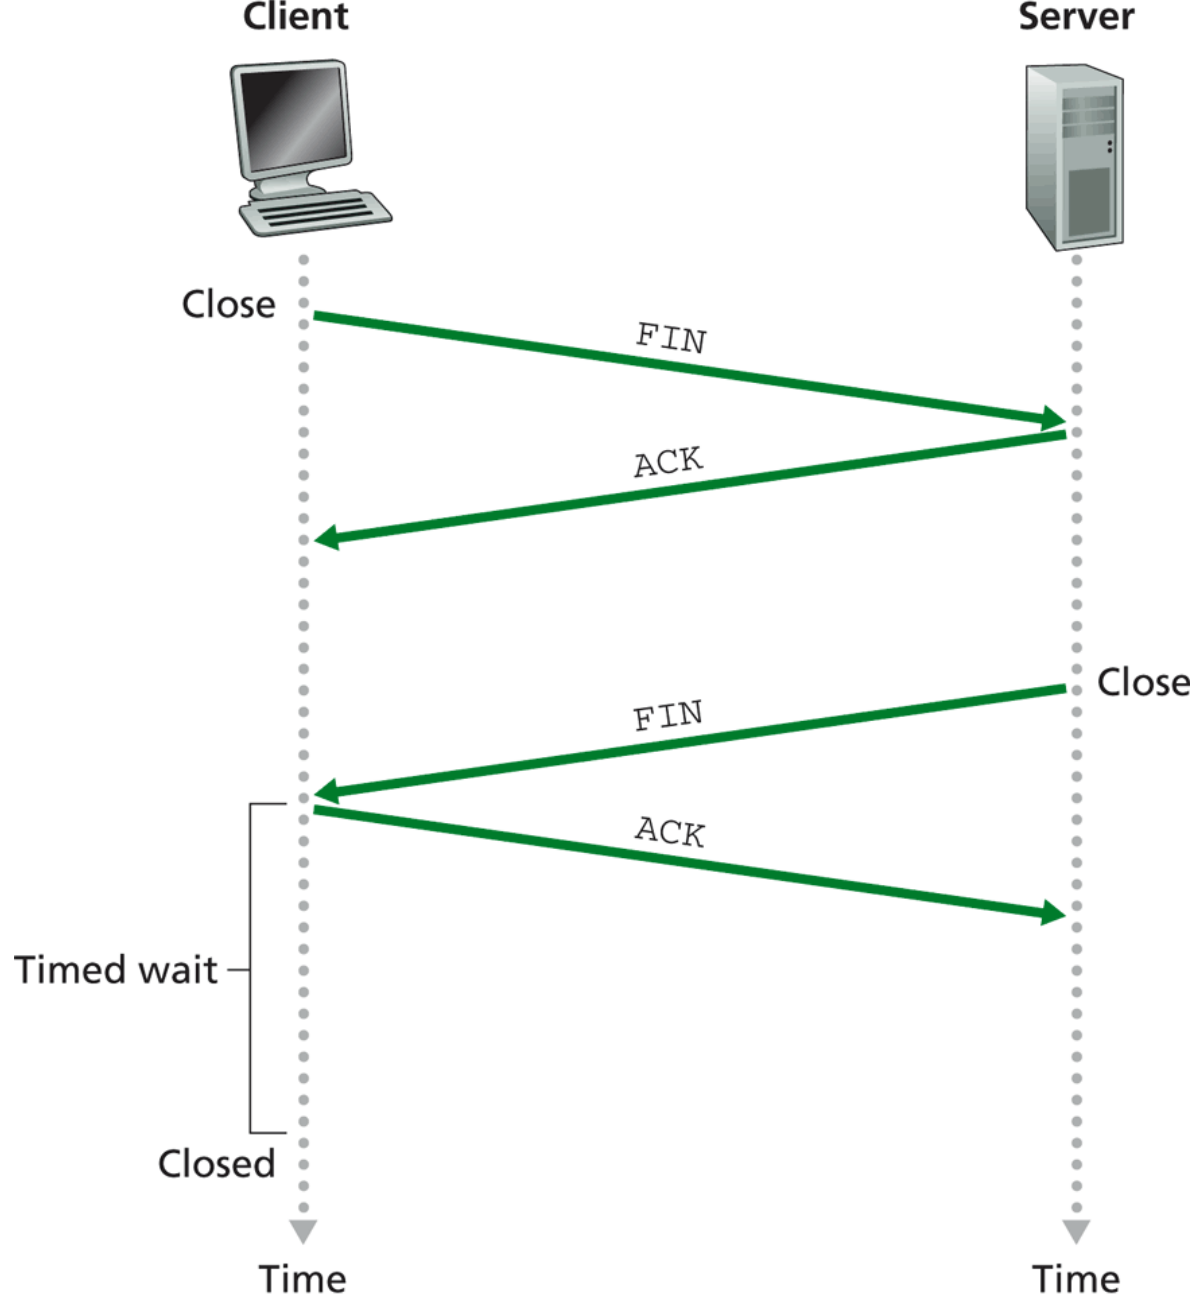 Client
Server
Close
FIN
ACK
Close
FIN
ACK
Timed wait
Closed
Time
Time